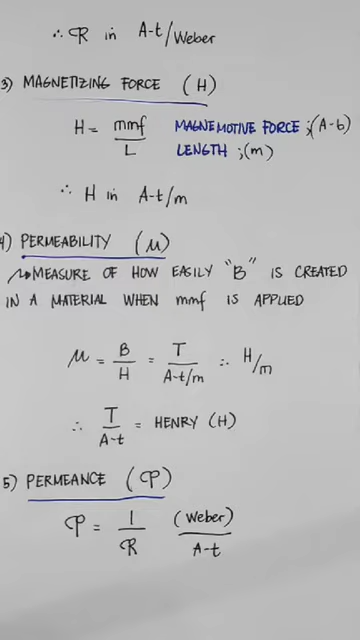 ∴ ℛ in A-t/Weber
3) MAGNETIZING FORCE (H)
H = mmf/L MAGNEMOTIVE FORCE ;(A-t)
LENGTH ;(m)
∴ H in A-t/m
4) PERMEABILITY (μ)
↳ MEASURE OF HOW EASILY "B" IS CREATED
IN A MATERIAL WHEN mmf IS APPLIED
μ = B/H = T/A-t/m ∴ H/m
∴ T/A-t = HENRY (H)
5) PERMEANCE (𝒫)
𝒫 = 1/ℛ (Weber)/A-t